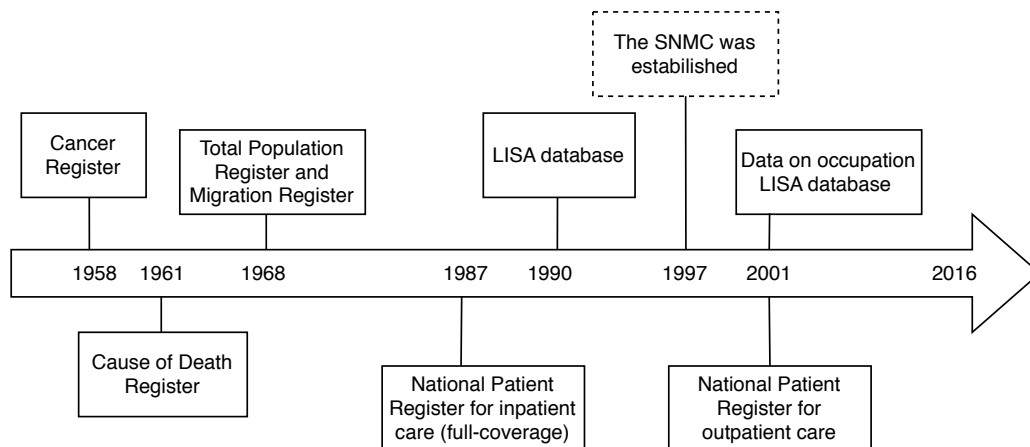 The SNMC was
estabilished
Cancer
Register
Total Population
Register and
Migration Register
LISA database
Data on occupation
LISA database
1958 1961 1968 1987 1990 1997 2001 2016
Cause of Death
Register
National Patient
Register for inpatient
care (full-coverage)
National Patient
Register for
outpatient care